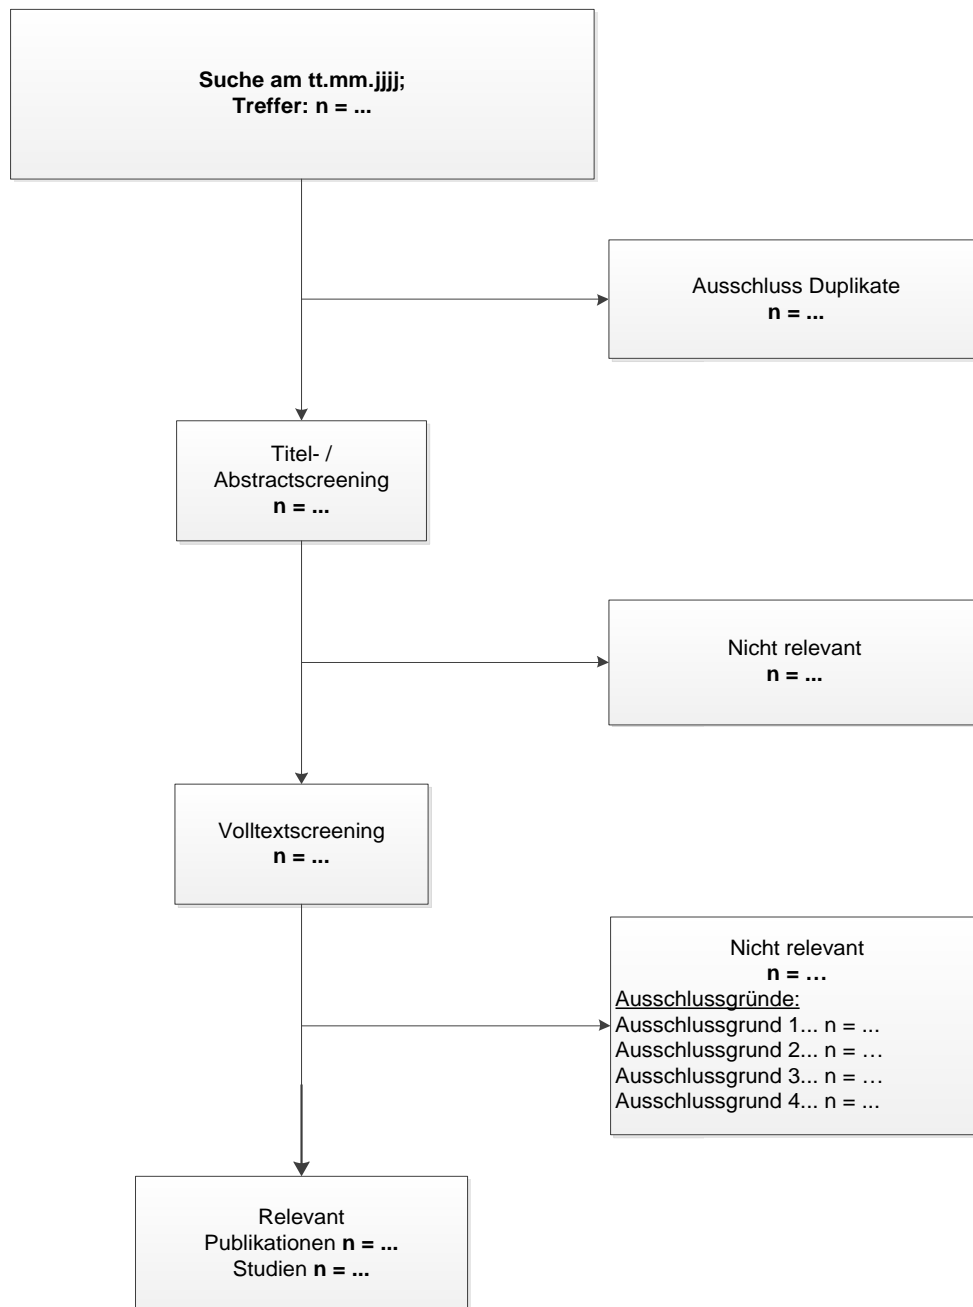 Suche am tt.mm.jjjj;
Treffer: n = ...
Ausschluss Duplikate
n = ...
Titel- /
Abstractscreening
n = ...
Nicht relevant
n = ...
Volltextscreening
n = ...
Nicht relevant
n = …
Ausschlussgründe:
Ausschlussgrund 1... n = ...
Ausschlussgrund 2... n = …
Ausschlussgrund 3... n = …
Ausschlussgrund 4... n = ...
Relevant
Publikationen n = ...
Studien n = ...